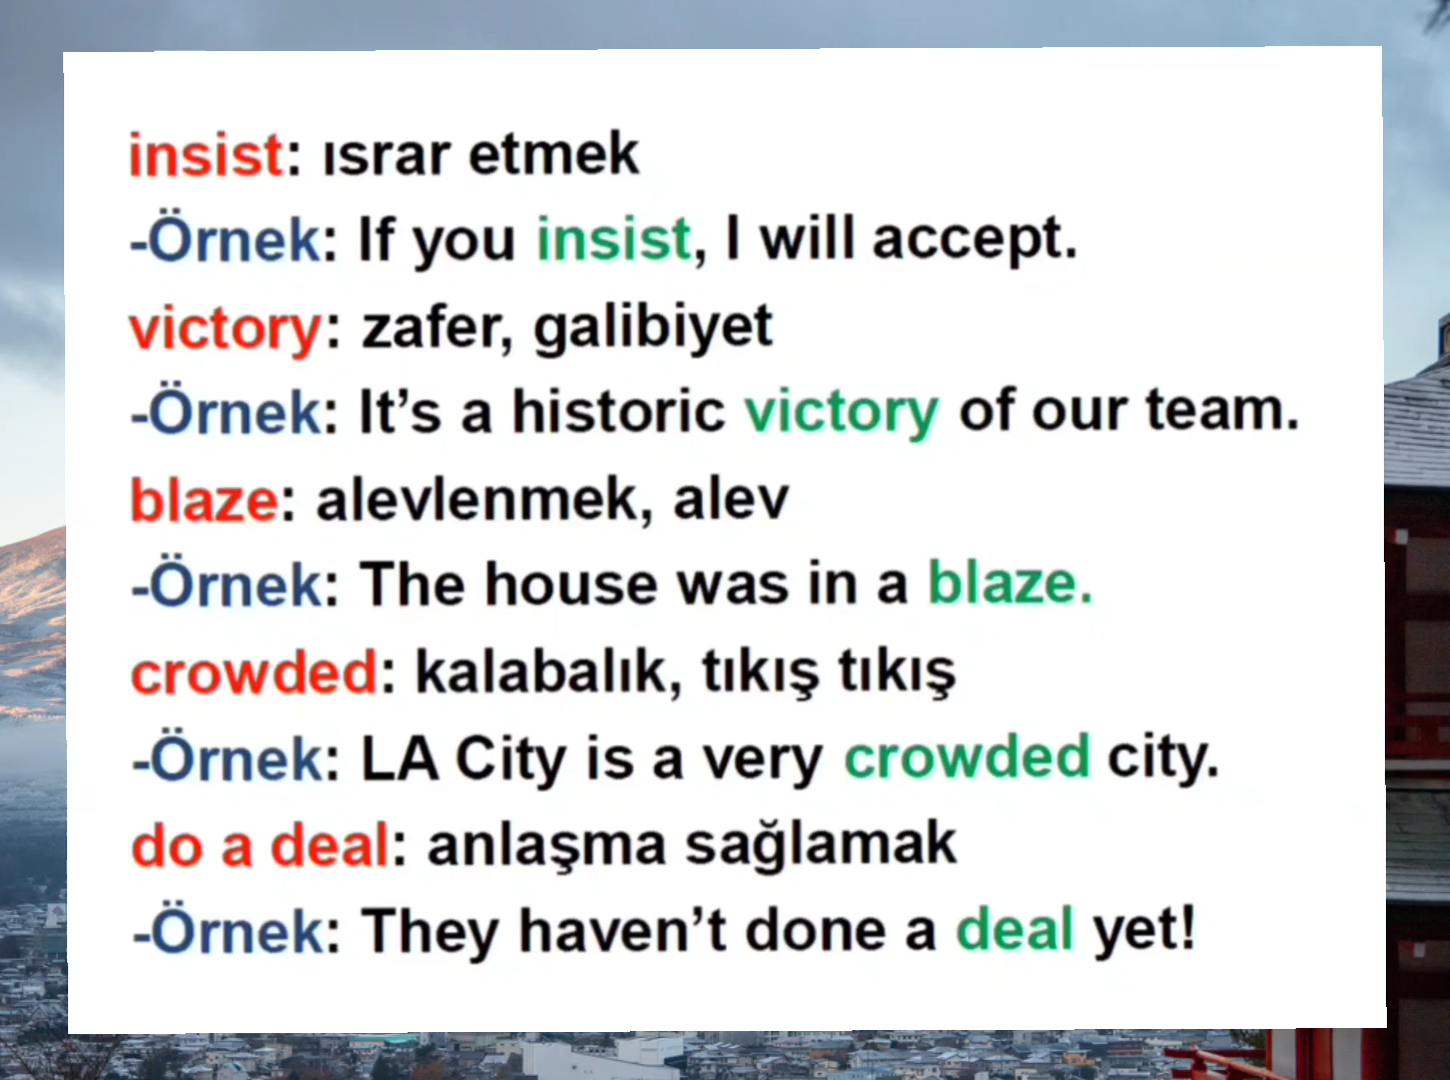 insist: ısrar etmek
-Örnek: If you insist, I will accept.
victory: zafer, galibiyet
-Örnek: It’s a historic victory of our team.
blaze: alevlenmek, alev
-Örnek: The house was in a blaze.
crowded: kalabalık, tıkış tıkış
-Örnek: LA City is a very crowded city.
do a deal: anlaşma sağlamak
-Örnek: They haven’t done a deal yet!